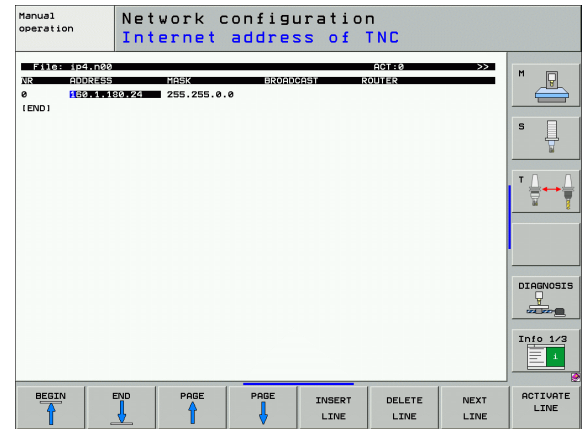 Manual
operation
Network configuration
Internet address of TNC
File: ip4.n00 ACT:0 >>
NR ADDRESS MASK BROADCAST ROUTER
0 160.1.180.24 255.255.0.0
[END]
M
S
T
DIAGNOSIS
Info 1/3
i
BEGIN
END
PAGE
PAGE
INSERT
LINE
DELETE
LINE
NEXT
LINE
ACTIVATE
LINE